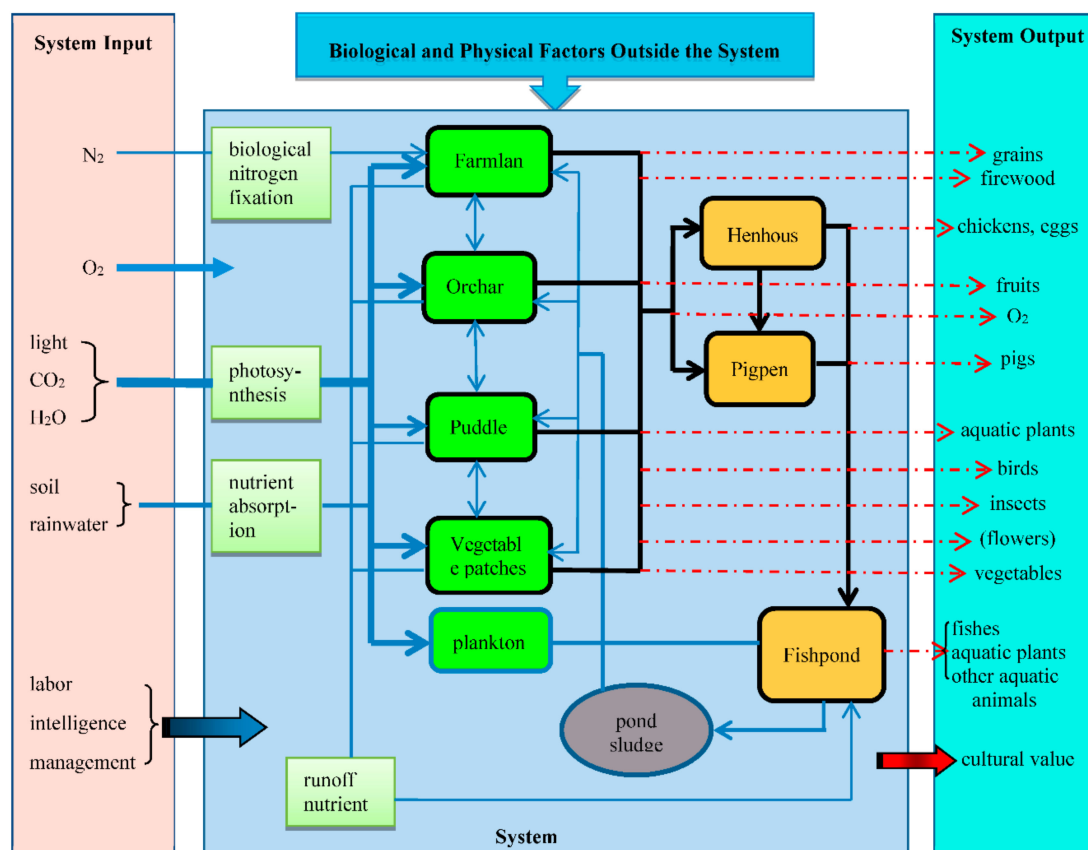 System Input
Biological and Physical Factors Outside the System
System Output
N₂
O₂
light
CO₂
H₂O
soil
rainwater
labor
intelligence
management
biological
nitrogen
fixation
photosy-
nthesis
nutrient
absorpt-
ion
runoff
nutrient
Farmlan
Orchar
Puddle
Vegetabl
e patches
plankton
Henhous
Pigpen
Fishpond
pond
sludge
System
grains
firewood
chickens, eggs
fruits
O₂
pigs
aquatic plants
birds
insects
(flowers)
vegetables
fishes
aquatic plants
other aquatic
animals
cultural value